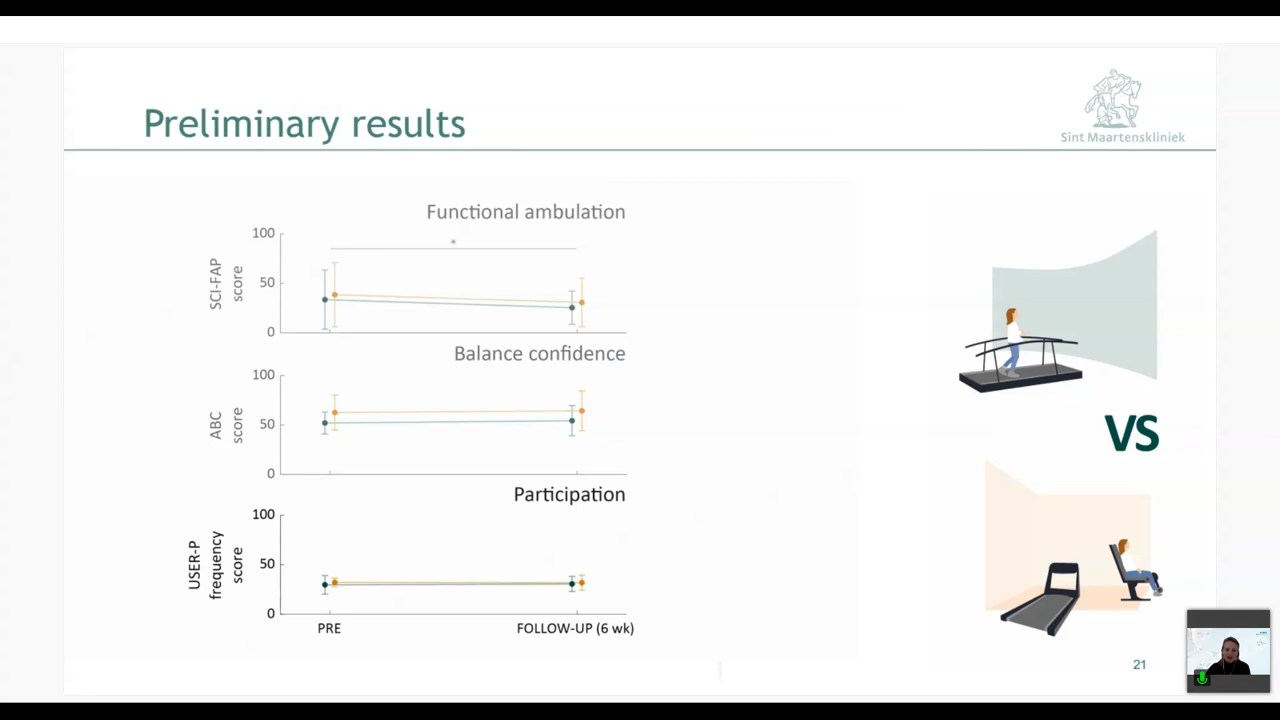 Preliminary results
Sint Maartenskliniek
Functional ambulation
*
SCI-FAP
score
100
50
0
Balance confidence
ABC
score
100
50
0
Participation
USER-P
frequency
score
100
50
0
PRE
FOLLOW-UP (6 wk)
VS
21